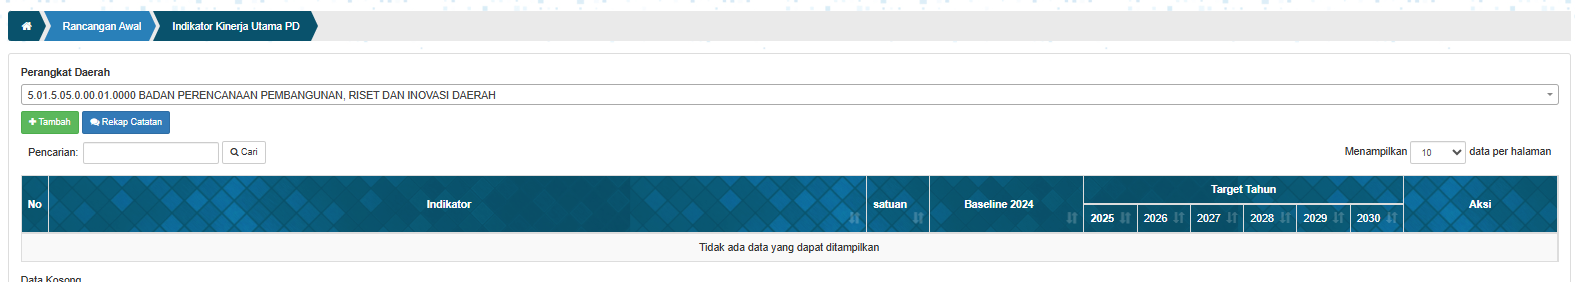 Rancangan Awal Indikator Kinerja Utama PD
Perangkat Daerah
5.01.5.05.0.00.01.0000 BADAN PERENCANAAN PEMBANGUNAN, RISET DAN INOVASI DAERAH
Tambah Rekap Catatan
Pencarian: Cari Menampilkan 10 data per halaman
No Indikator satuan Baseline 2024 Target Tahun Aksi
2025 2026 2027 2028 2029 2030
Tidak ada data yang dapat ditampilkan
Data Kosong